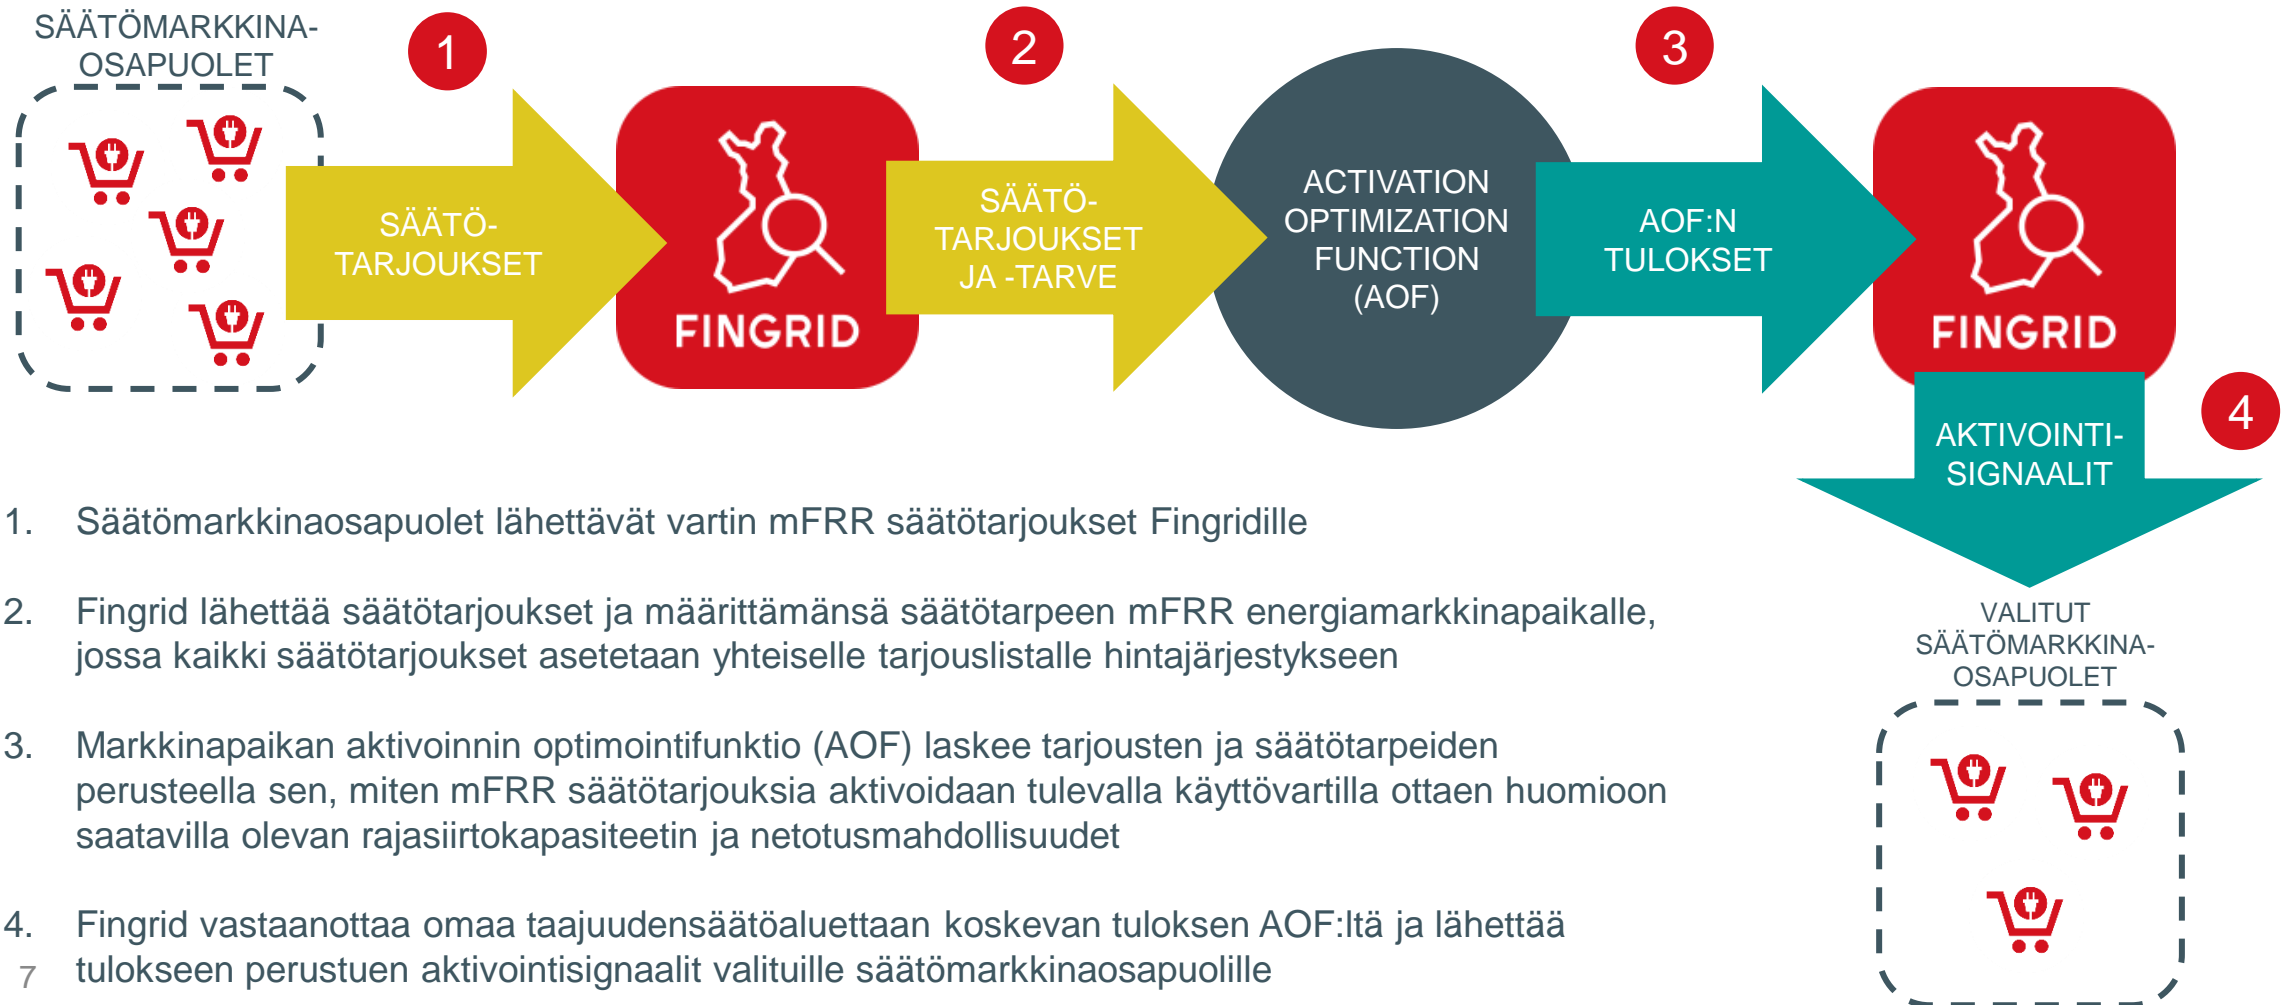 SÄÄTÖMARKKINA-
OSAPUOLET
1
2
3
SÄÄTÖ-
TARJOUKSET
FINGRID
SÄÄTÖ-
TARJOUKSET
JA -TARVE
ACTIVATION
OPTIMIZATION
FUNCTION
(AOF)
AOF:N
TULOKSET
FINGRID
4
AKTIVOINTI-
SIGNAALIT
VALITUT
SÄÄTÖMARKKINA-
OSAPUOLET
1. Säätömarkkinaosapuolet lähettävät vartin mFRR säätötarjoukset Fingridille
2. Fingrid lähettää säätötarjoukset ja määrittämänsä säätötarpeen mFRR energiamarkkinapaikalle,
jossa kaikki säätötarjoukset asetetaan yhteiselle tarjouslistalle hintajärjestykseen
3. Markkinapaikan aktivoinnin optimointifunktio (AOF) laskee tarjousten ja säätötarpeiden
perusteella sen, miten mFRR säätötarjouksia aktivoidaan tulevalla käyttövartilla ottaen huomioon
saatavilla olevan rajasiirtokapasiteetin ja netotusmahdollisuudet
4. Fingrid vastaanottaa omaa taajuudensäätöaluettaan koskevan tuloksen AOF:ltä ja lähettää
tulokseen perustuen aktivointisignaalit valituille säätömarkkinaosapuolille
7